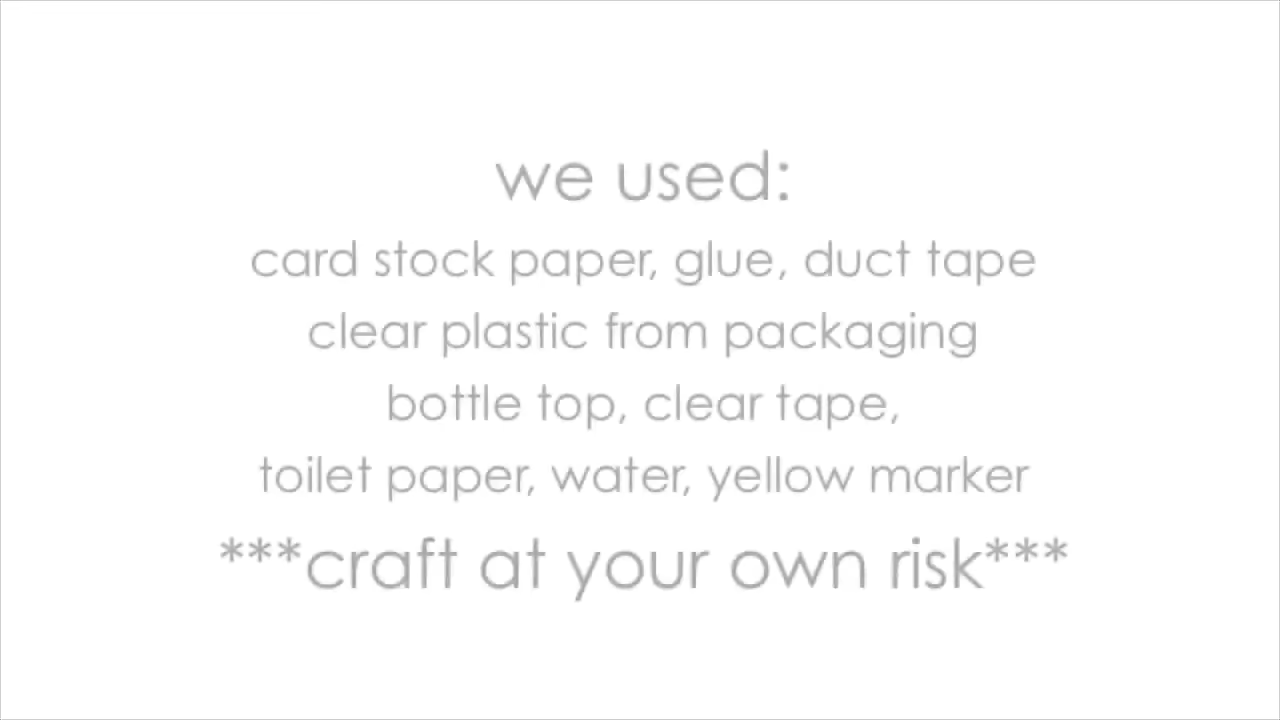 we used:
card stock paper, glue, duct tape
clear plastic from packaging
bottle top, clear tape,
toilet paper, water, yellow marker
***craft at your own risk***